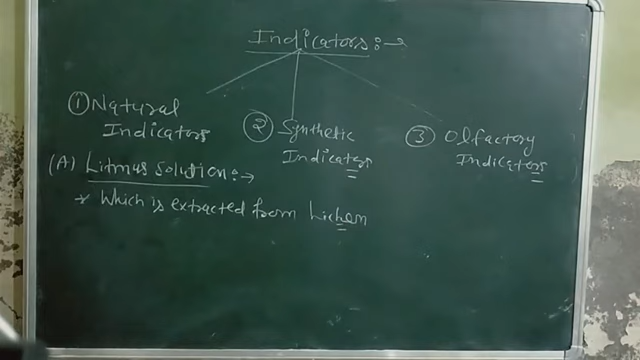 Indicators:→
① Natural Indicators
② Synthetic Indicators
③ Olfactory Indicators
(A) Litmus solution:→
* Which is extracted from Lichen